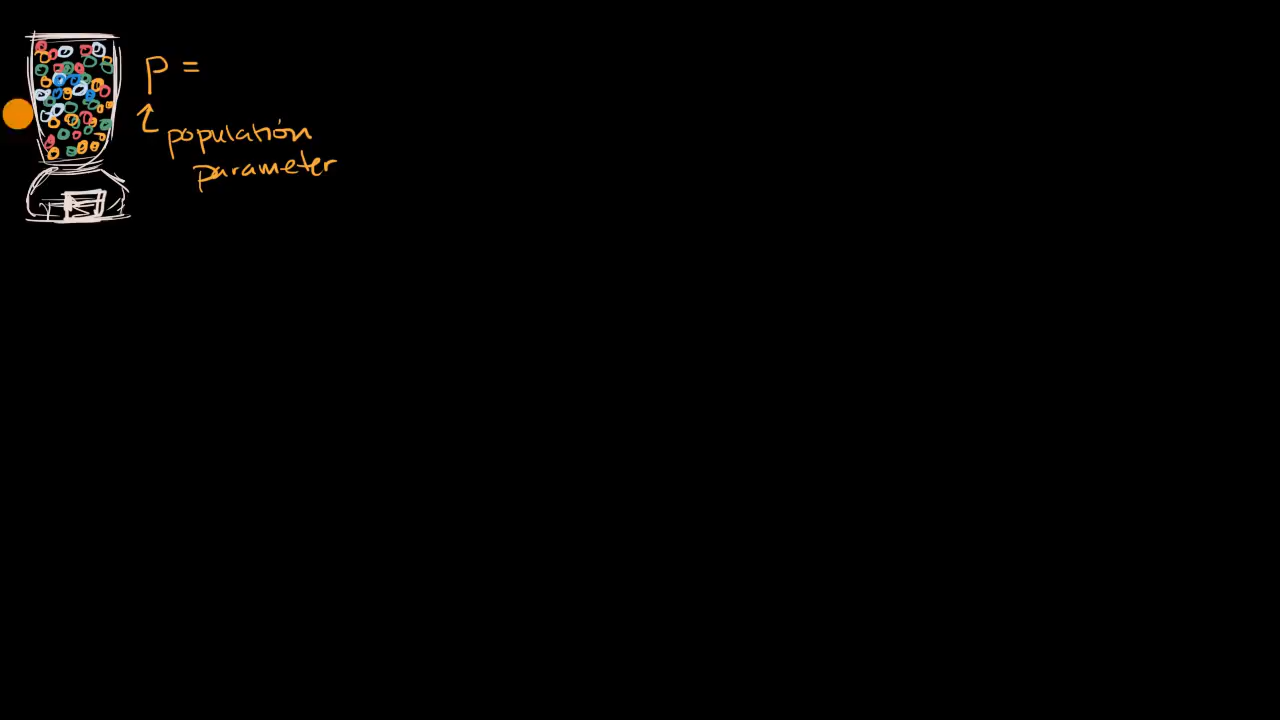 p =
population
parameter